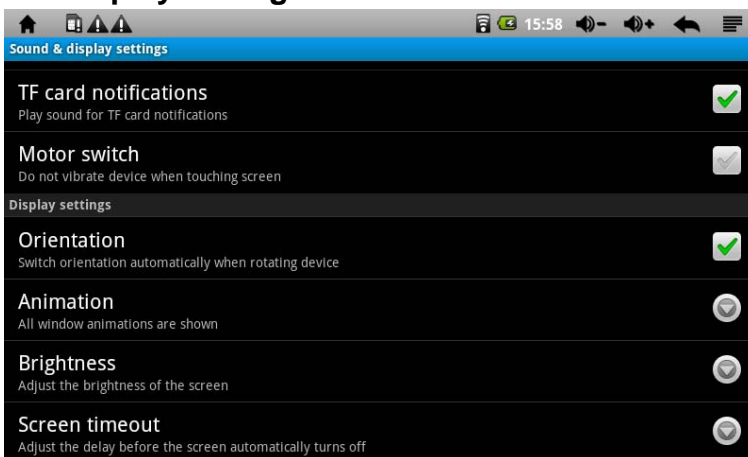 15:58
Sound & display settings
TF card notifications
Play sound for TF card notifications
Motor switch
Do not vibrate device when touching screen
Display settings
Orientation
Switch orientation automatically when rotating device
Animation
All window animations are shown
Brightness
Adjust the brightness of the screen
Screen timeout
Adjust the delay before the screen automatically turns off